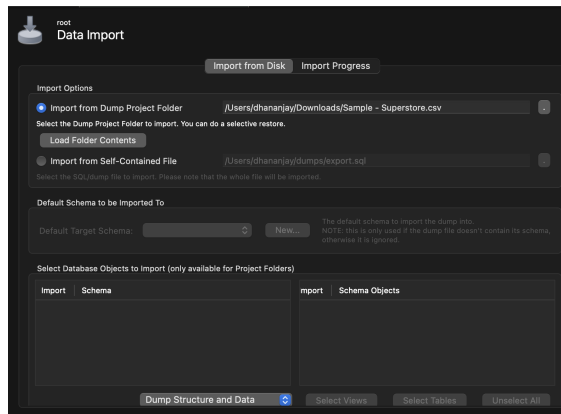 root
Data Import
Import from Disk Import Progress
Import Options
Import from Dump Project Folder /Users/dhananjay/Downloads/Sample - Superstore.csv
Select the Dump Project Folder to import. You can do a selective restore.
Load Folder Contents
Import from Self-Contained File /Users/dhananjay/dumps/export.sql
Select the SQL/dump file to import. Please note that the whole file will be imported.
Default Schema to be Imported To
Default Target Schema: New...
The default schema to import the dump into.
NOTE: this is only used if the dump file doesn't contain its schema,
otherwise it is ignored.
Select Database Objects to Import (only available for Project Folders)
Import Schema mport Schema Objects
Dump Structure and Data Select Views Select Tables Unselect All